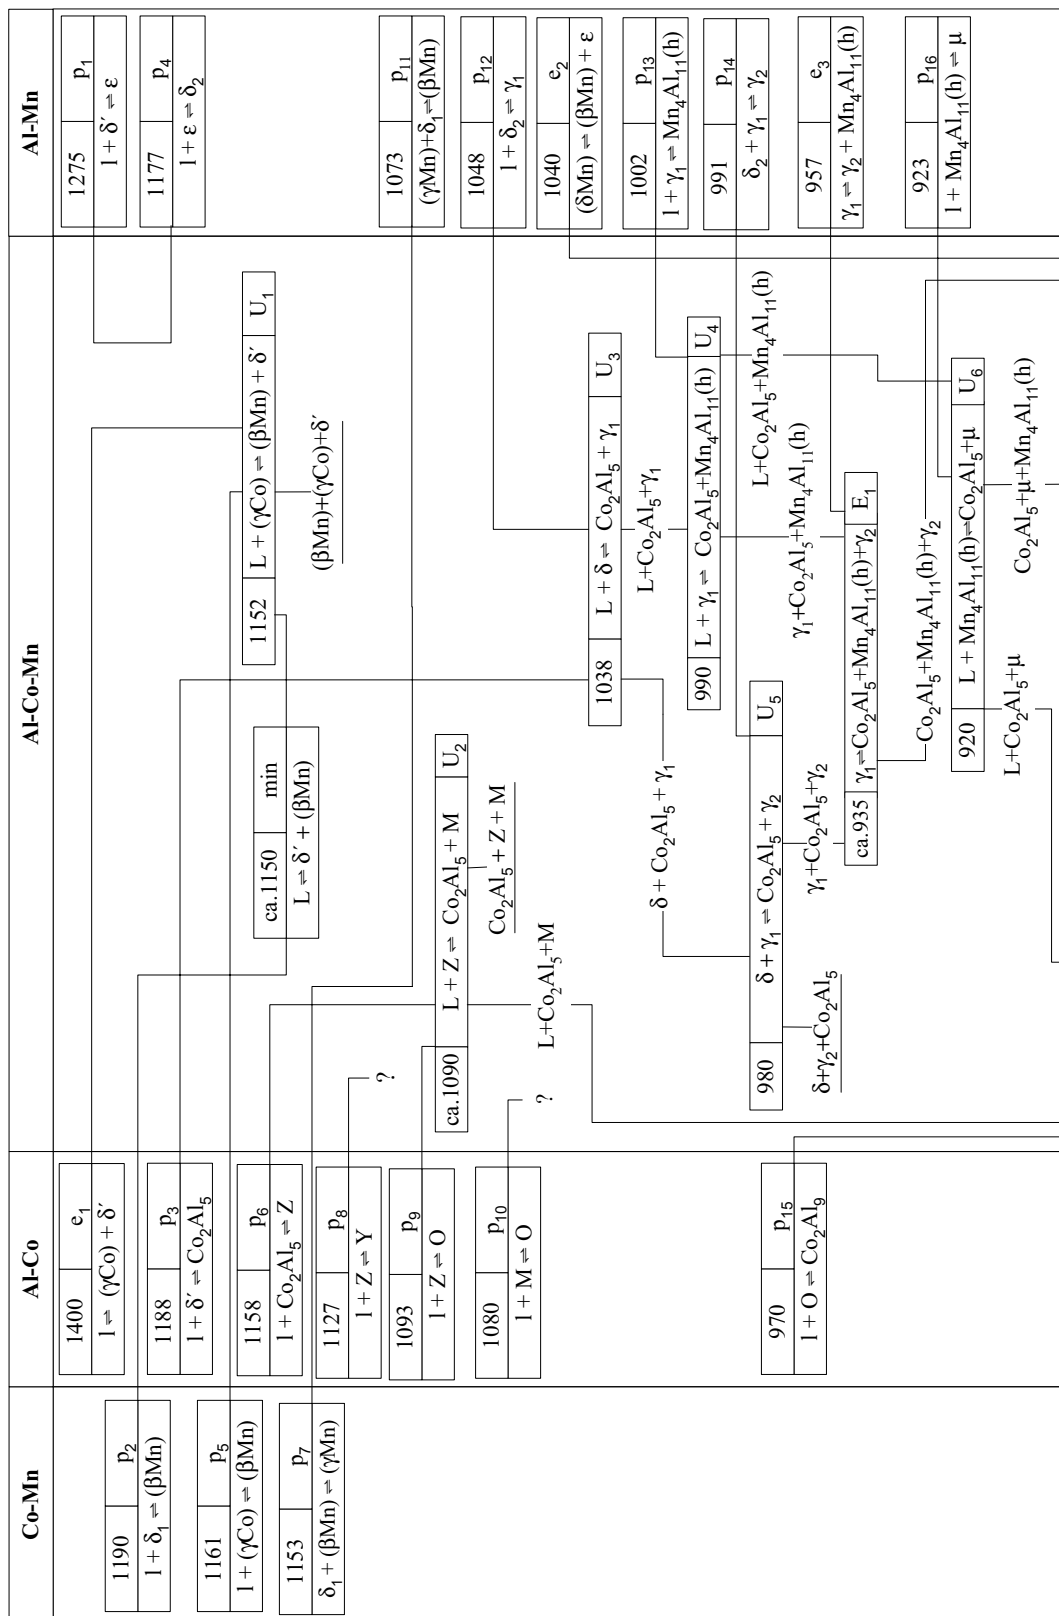 Co-Mn
1190 p₂
l + δ₁ ⇌ (βMn)
1161 p₅
l + (γCo) ⇌ (βMn)
1153 p₇
δ₁ + (βMn) ⇌ (γMn)
Al-Co
1400 e₁
l ⇌ (γCo) + δ´
1188 p₃
l + δ´ ⇌ Co₂Al₅
1158 p₆
l + Co₂Al₅ ⇌ Z
1127 p₈
l + Z ⇌ Y
1093 p₉
l + Z ⇌ O
1080 p₁₀
l + M ⇌ O
970 p₁₅
l + O ⇌ Co₂Al₉
Al-Co-Mn
1152 L + (γCo) ⇌ (βMn) + δ´ U₁
(βMn)+(γCo)+δ´
ca.1150 min
L ⇌ δ´ + (βMn)
ca.1090 L + Z ⇌ Co₂Al₅ + M U₂
Co₂Al₅ + Z + M
?
L+Co₂Al₅+M
?
1038 L + δ ⇌ Co₂Al₅ + γ₁ U₃
L+Co₂Al₅+γ₁
δ + Co₂Al₅ + γ₁
990 L + γ₁ ⇌ Co₂Al₅+Mn₄Al₁₁(h) U₄
L+Co₂Al₅+Mn₄Al₁₁(h)
γ₁+Co₂Al₅+Mn₄Al₁₁(h)
980 δ + γ₁ ⇌ Co₂Al₅ + γ₂ U₅
γ₁+Co₂Al₅+γ₂
δ+γ₂+Co₂Al₅
ca.935 γ₁⇌Co₂Al₅+Mn₄Al₁₁(h)+γ₂ E₁
Co₂Al₅+Mn₄Al₁₁(h)+γ₂
920 L + Mn₄Al₁₁(h)⇌Co₂Al₅+μ U₆
L+Co₂Al₅+μ
Co₂Al₅+μ+Mn₄Al₁₁(h)
Al-Mn
1275 p₁
l + δ´ ⇌ ε
1177 p₄
l + ε ⇌ δ₂
1073 p₁₁
(γMn)+δ₁⇌(βMn)
1048 p₁₂
l + δ₂ ⇌ γ₁
1040 e₂
(δMn) ⇌ (βMn) + ε
1002 p₁₃
l + γ₁ ⇌ Mn₄Al₁₁(h)
991 p₁₄
δ₂ + γ₁ ⇌ γ₂
957 e₃
γ₁ ⇌ γ₂ + Mn₄Al₁₁(h)
923 p₁₆
l + Mn₄Al₁₁(h) ⇌ μ